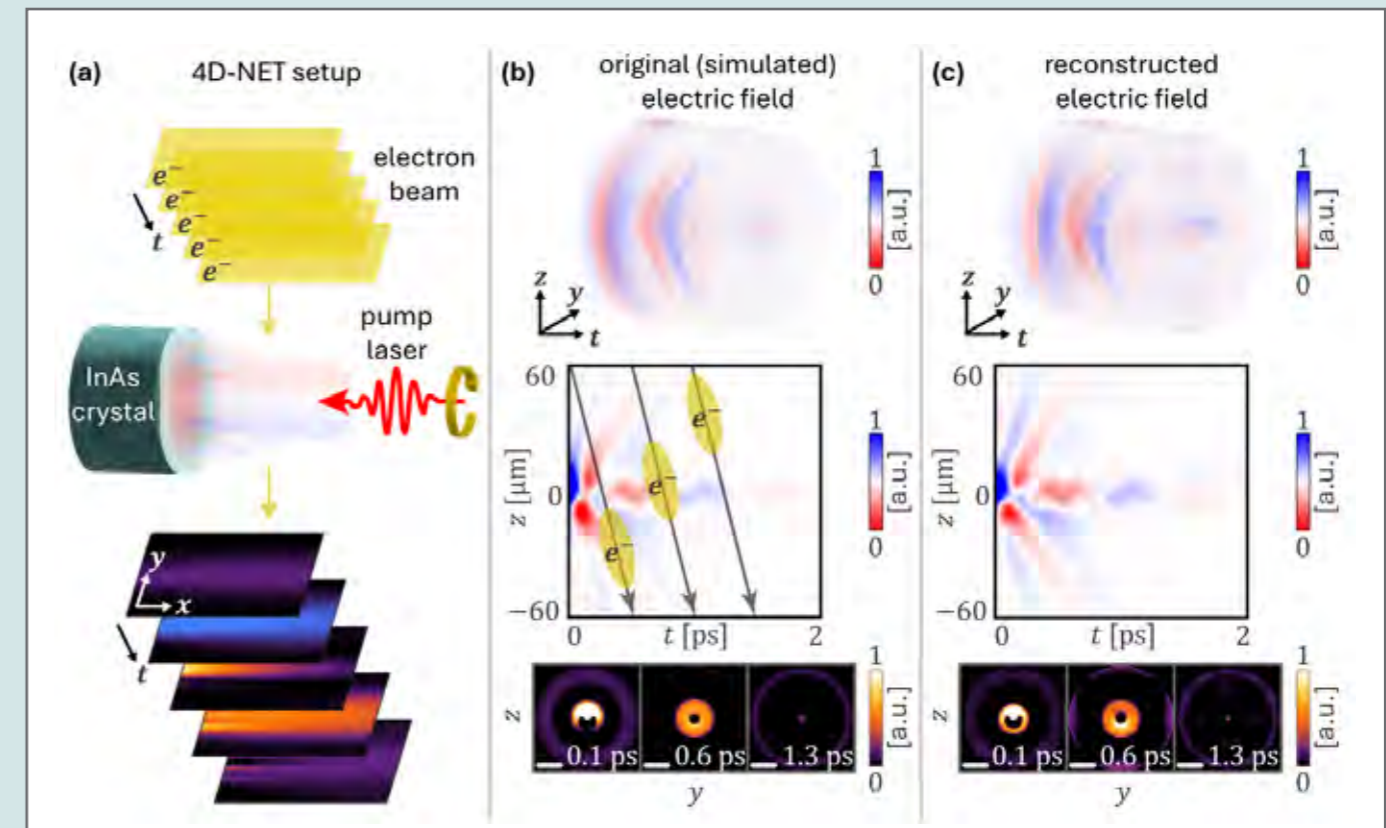 (a)
4D-NET setup
electron
beam
e−
e−
e−
e−
e−
t
pump
laser
InAs
crystal
y
x
t
(b)
original (simulated)
electric field
1
[a.u.]
0
z
y
t
60
z [μm]
0
−60
e−
e−
e−
0
t [ps]
2
1
[a.u.]
0
z
0.1 ps
0.6 ps
1.3 ps
y
1
[a.u.]
0
(c)
reconstructed
electric field
1
[a.u.]
0
z
y
t
60
z [μm]
0
−60
0
t [ps]
2
1
[a.u.]
0
z
0.1 ps
0.6 ps
1.3 ps
y
1
[a.u.]
0